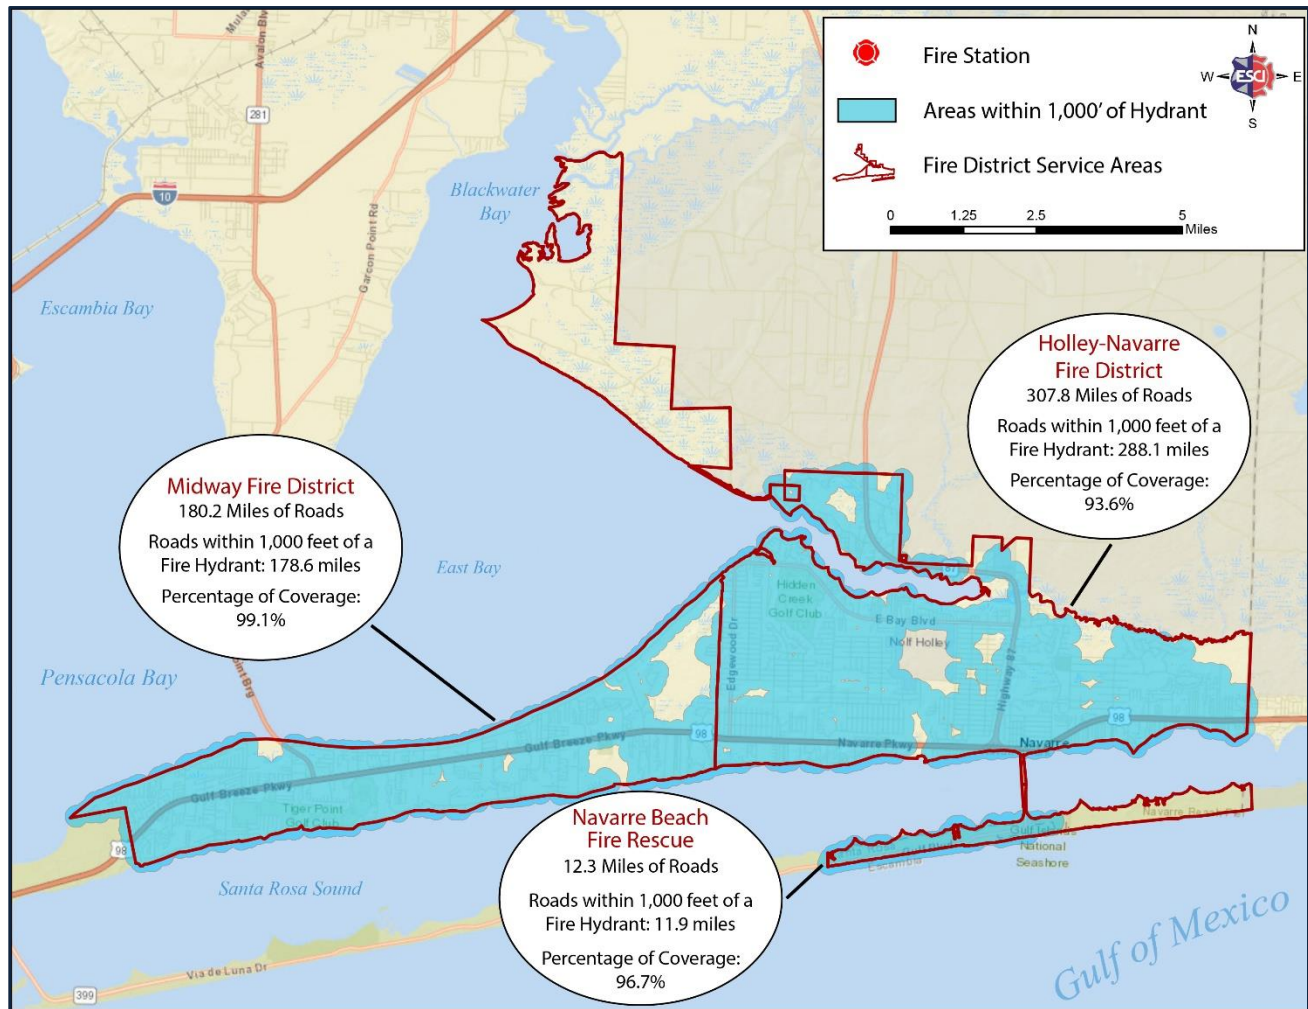 Fire Station
Areas within 1,000' of Hydrant
Fire District Service Areas
0 1.25 2.5 5
Miles
N
W ESCI E
S
Avalon Blvd
281
10
Garcon Point Rd
Blackwater
Bay
Escambia Bay
Holley-Navarre
Fire District
307.8 Miles of Roads
Roads within 1,000 feet of a
Fire Hydrant: 288.1 miles
Percentage of Coverage:
93.6%
Midway Fire District
180.2 Miles of Roads
Roads within 1,000 feet of a
Fire Hydrant: 178.6 miles
Percentage of Coverage:
99.1%
East Bay
Pensacola Bay
87
Hidden
Creek
Golf Club
E Bay Blvd
Nolf Holley
Edgewood Dr
Highway 87
98
98
Gulf Breeze Pkwy
Navarre Pkwy
Navarre
Gulf Breeze Pkwy
Tiger Point
Golf Club
98
Navarre Beach
Fire Rescue
12.3 Miles of Roads
Roads within 1,000 feet of a
Fire Hydrant: 11.9 miles
Percentage of Coverage:
96.7%
Gulf Islands
National
Seashore
Escambia
Santa Rosa Sound
Gulf of Mexico
Via de Luna Dr
399